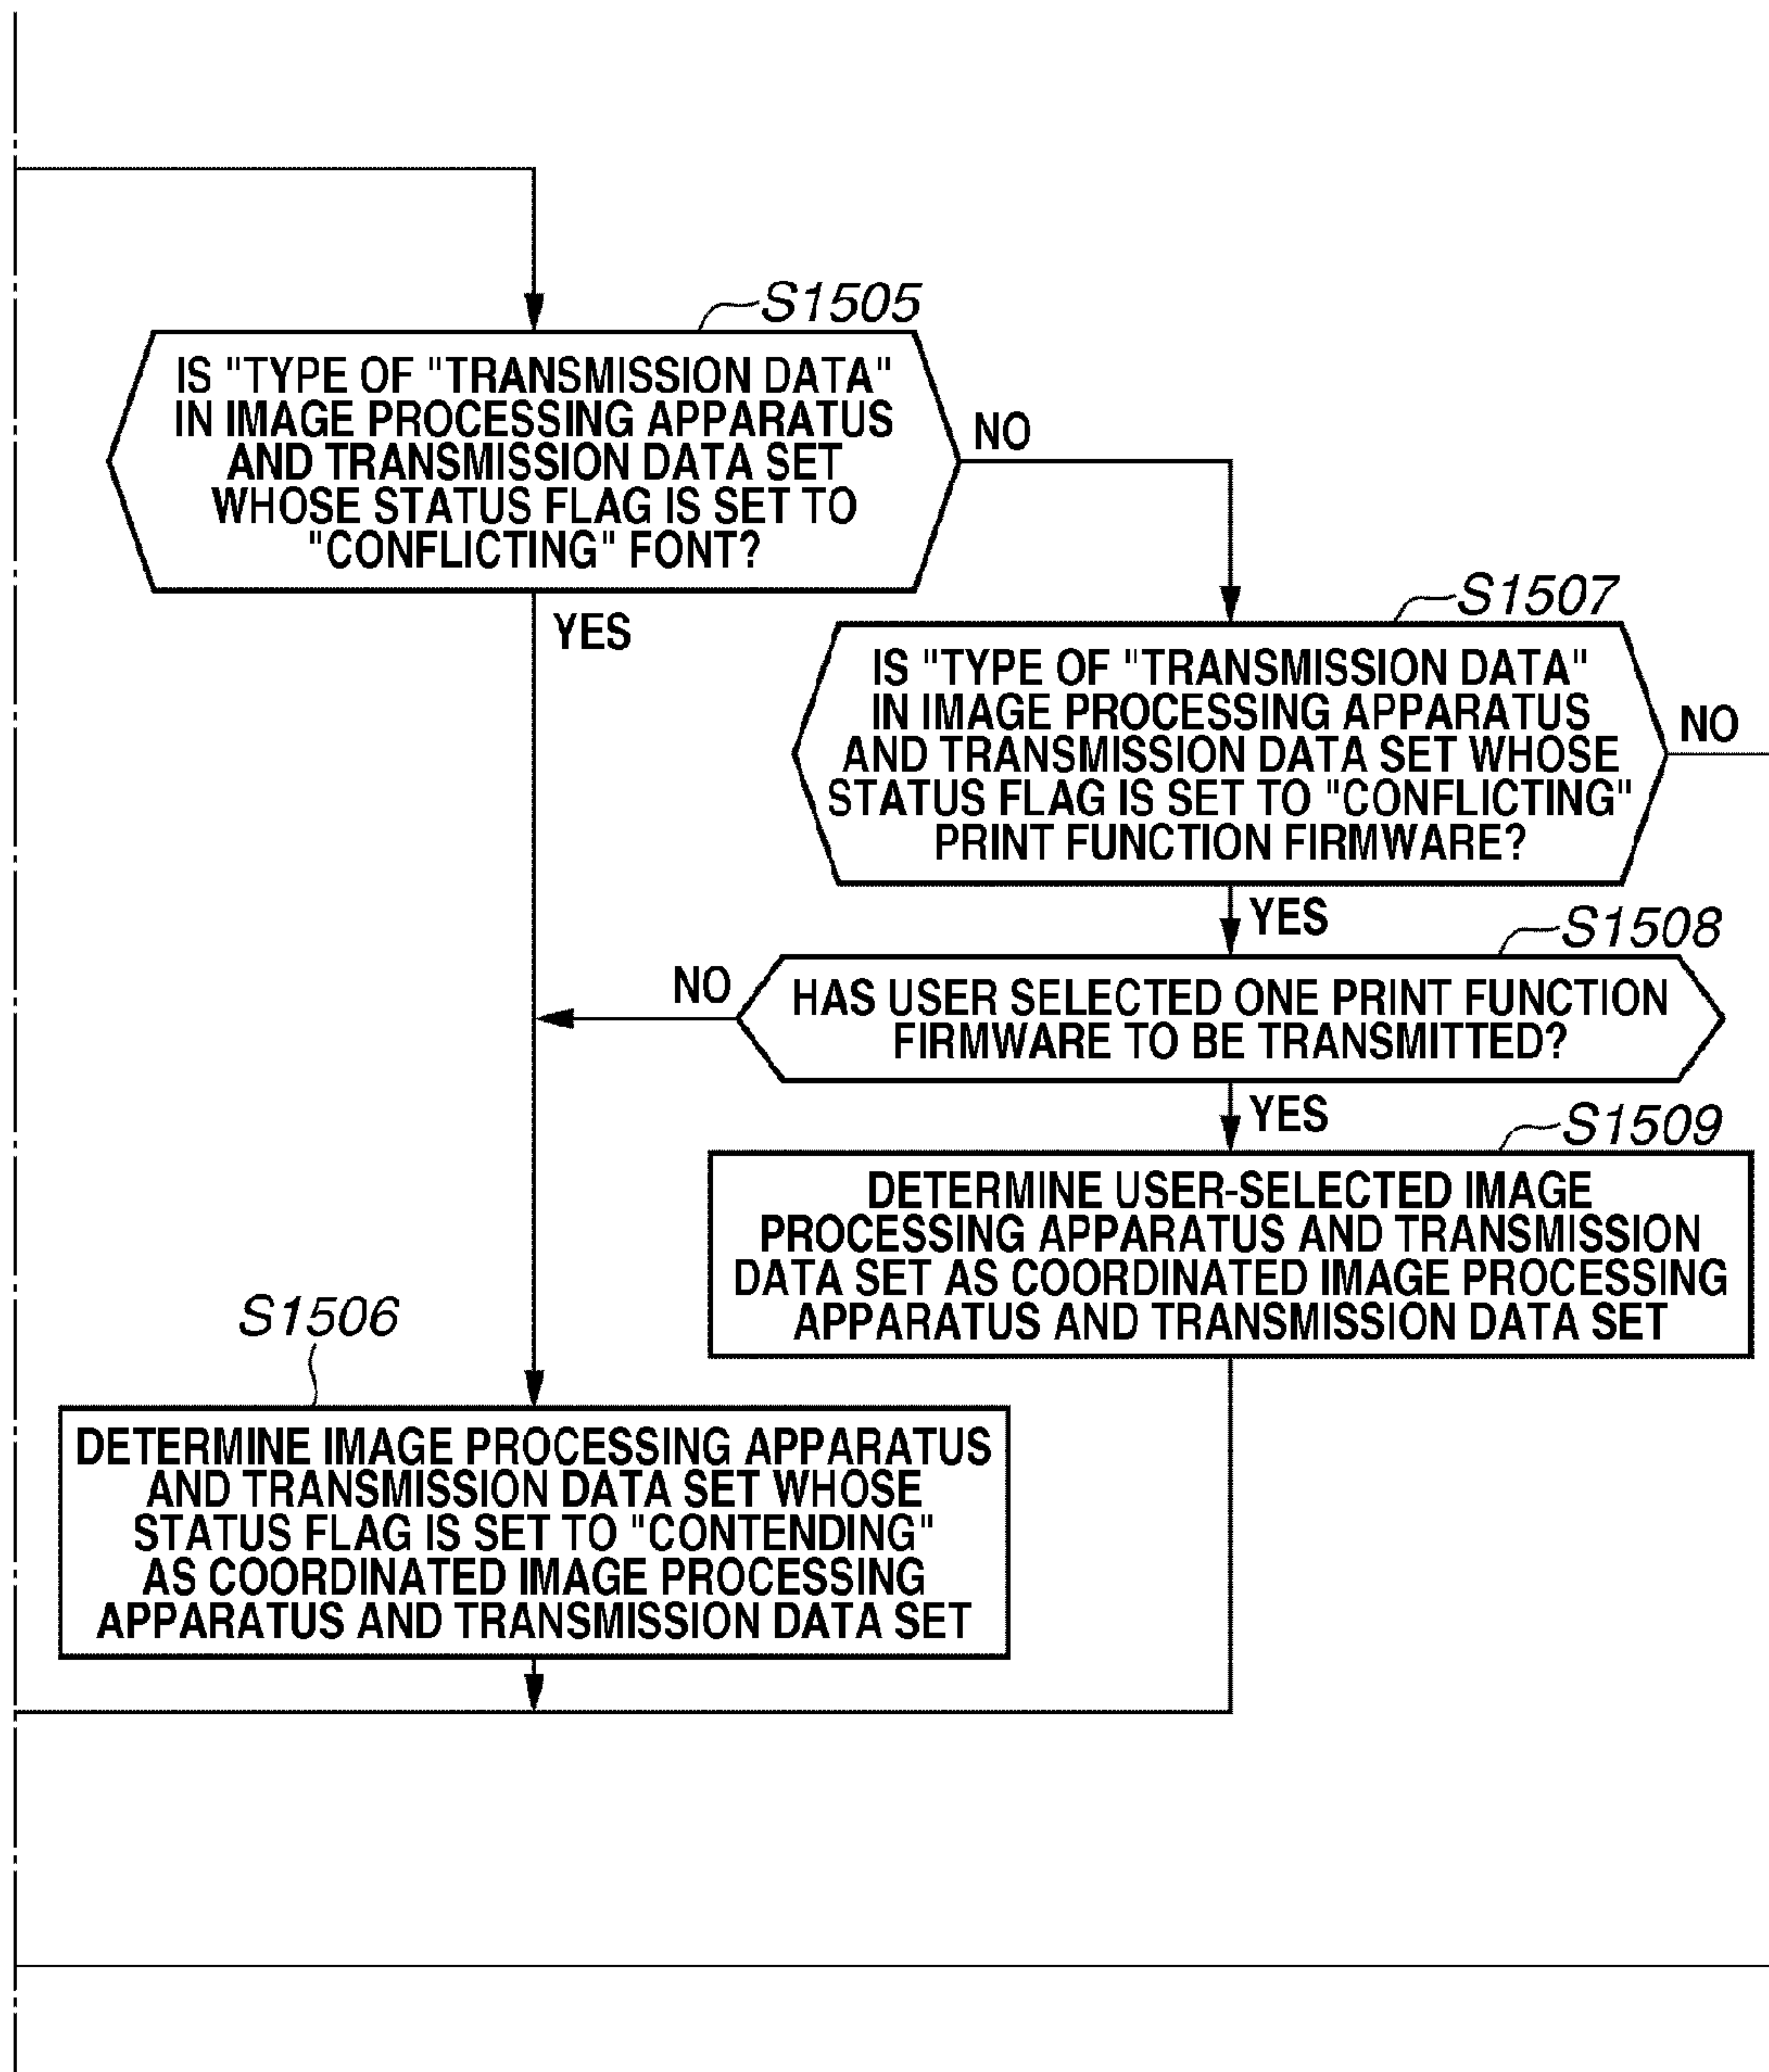 S1505
IS "TYPE OF "TRANSMISSION DATA"
IN IMAGE PROCESSING APPARATUS
AND TRANSMISSION DATA SET
WHOSE STATUS FLAG IS SET TO
"CONFLICTING" FONT?
NO
YES
S1507
IS "TYPE OF "TRANSMISSION DATA"
IN IMAGE PROCESSING APPARATUS
AND TRANSMISSION DATA SET WHOSE
STATUS FLAG IS SET TO "CONFLICTING"
PRINT FUNCTION FIRMWARE?
NO
YES
S1508
NO
HAS USER SELECTED ONE PRINT FUNCTION
FIRMWARE TO BE TRANSMITTED?
YES
S1509
DETERMINE USER-SELECTED IMAGE
PROCESSING APPARATUS AND TRANSMISSION
DATA SET AS COORDINATED IMAGE PROCESSING
APPARATUS AND TRANSMISSION DATA SET
S1506
DETERMINE IMAGE PROCESSING APPARATUS
AND TRANSMISSION DATA SET WHOSE
STATUS FLAG IS SET TO "CONTENDING"
AS COORDINATED IMAGE PROCESSING
APPARATUS AND TRANSMISSION DATA SET